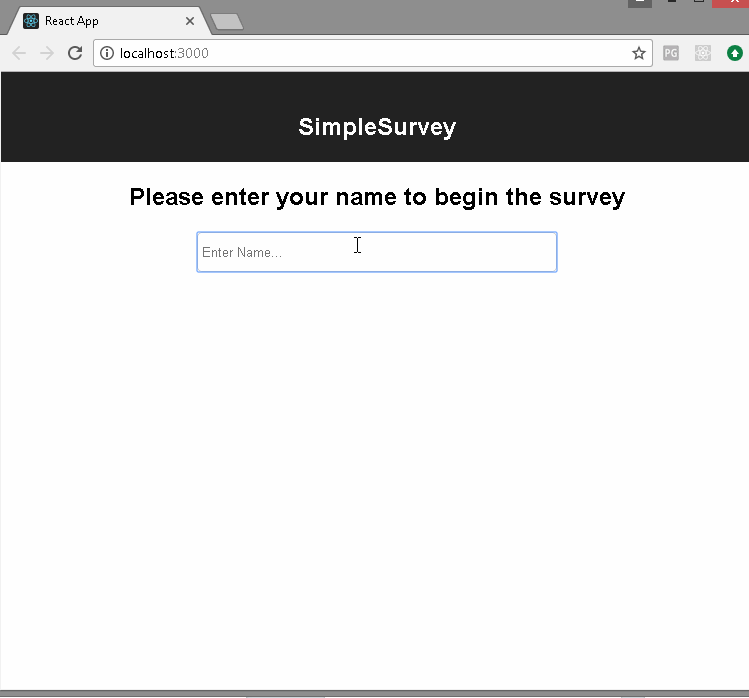 React App
localhost:3000
PG
SimpleSurvey
Please enter your name to begin the survey
Enter Name...